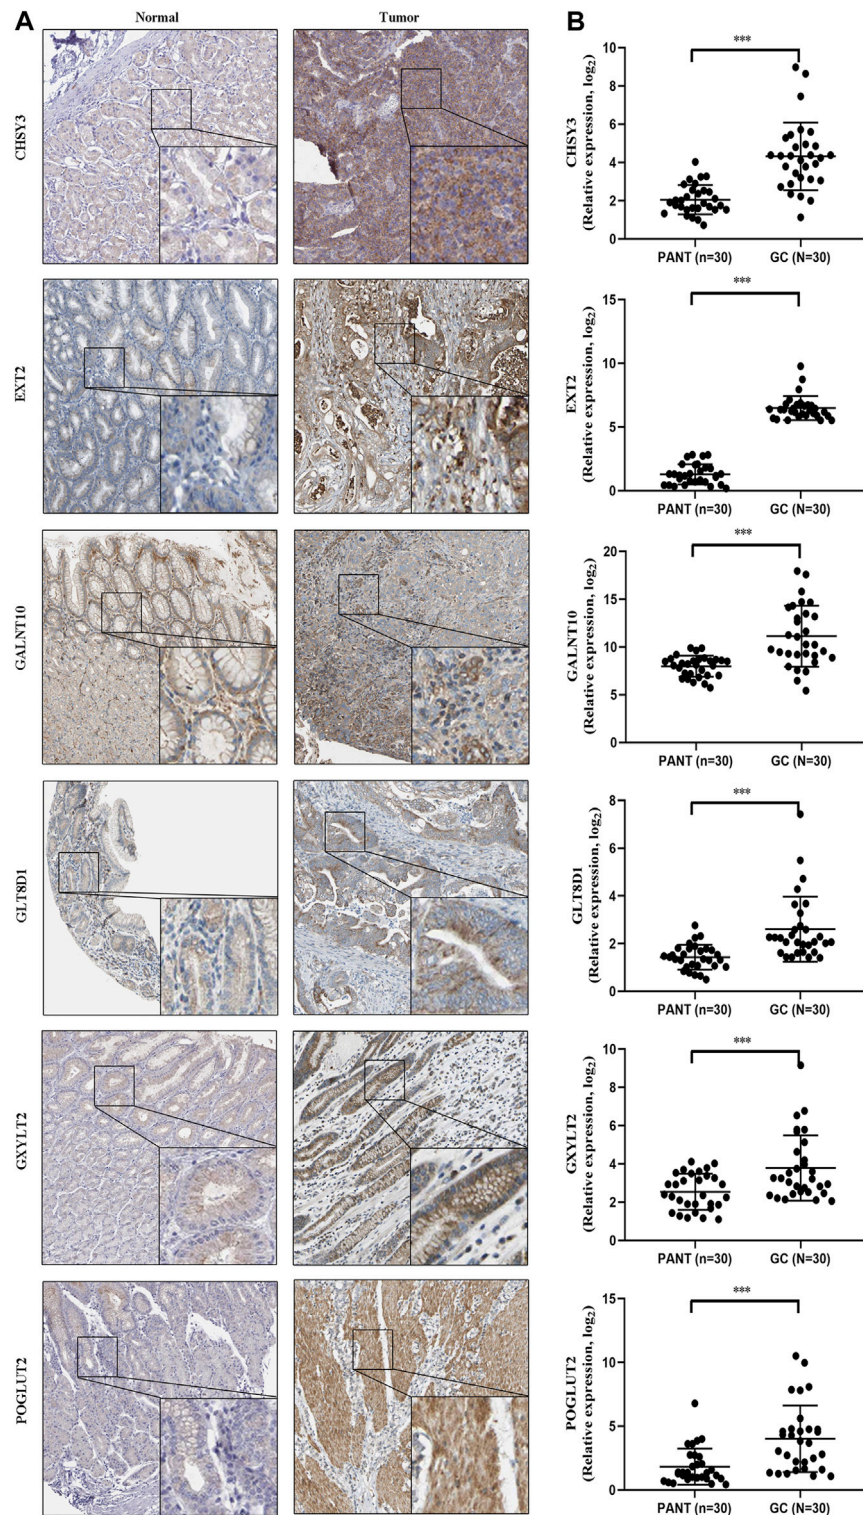 A
Normal
Tumor
B
CHSY3
EXT2
GALNT10
GLT8D1
GXYLT2
POGLUT2
***
CHSY3
(Relative expression, log2)
10
8
6
4
2
0
PANT (n=30)
GC (N=30)
***
EXT2
(Relative expression, log2)
15
10
5
0
PANT (n=30)
GC (N=30)
***
GALNT10
(Relative expression, log2)
20
15
10
5
0
PANT (n=30)
GC (N=30)
***
GLT8D1
(Relative expression, log2)
8
6
4
2
0
PANT (n=30)
GC (N=30)
***
GXYLT2
(Relative expression, log2)
10
8
6
4
2
0
PANT (n=30)
GC (N=30)
***
POGLUT2
(Relative expression, log2)
15
10
5
0
PANT (n=30)
GC (N=30)